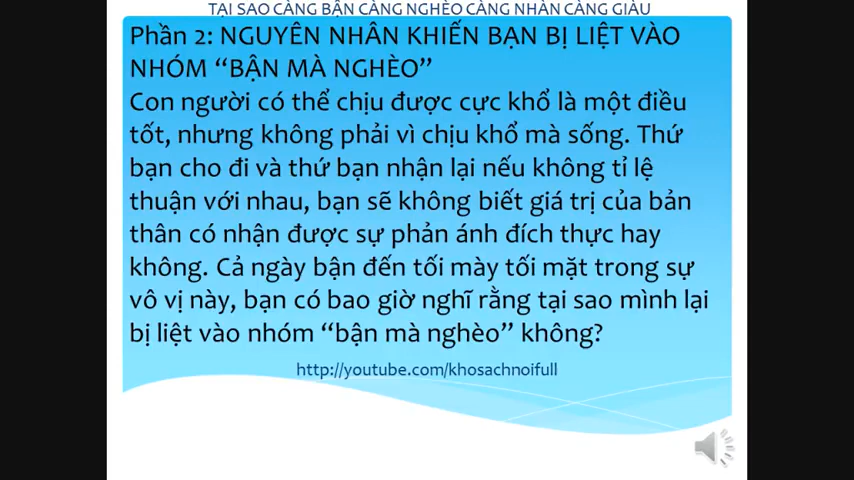 TẠI SAO CÀNG BẬN CÀNG NGHÈO CÀNG NHÀN CÀNG GIÀU
Phần 2: NGUYÊN NHÂN KHIẾN BẠN BỊ LIỆT VÀO
NHÓM “BẬN MÀ NGHÈO”
Con người có thể chịu được cực khổ là một điều
tốt, nhưng không phải vì chịu khổ mà sống. Thứ
bạn cho đi và thứ bạn nhận lại nếu không tỉ lệ
thuận với nhau, bạn sẽ không biết giá trị của bản
thân có nhận được sự phản ánh đích thực hay
không. Cả ngày bận đến tối mày tối mặt trong sự
vô vị này, bạn có bao giờ nghĩ rằng tại sao mình lại
bị liệt vào nhóm “bận mà nghèo” không?
http://youtube.com/khosachnoifull